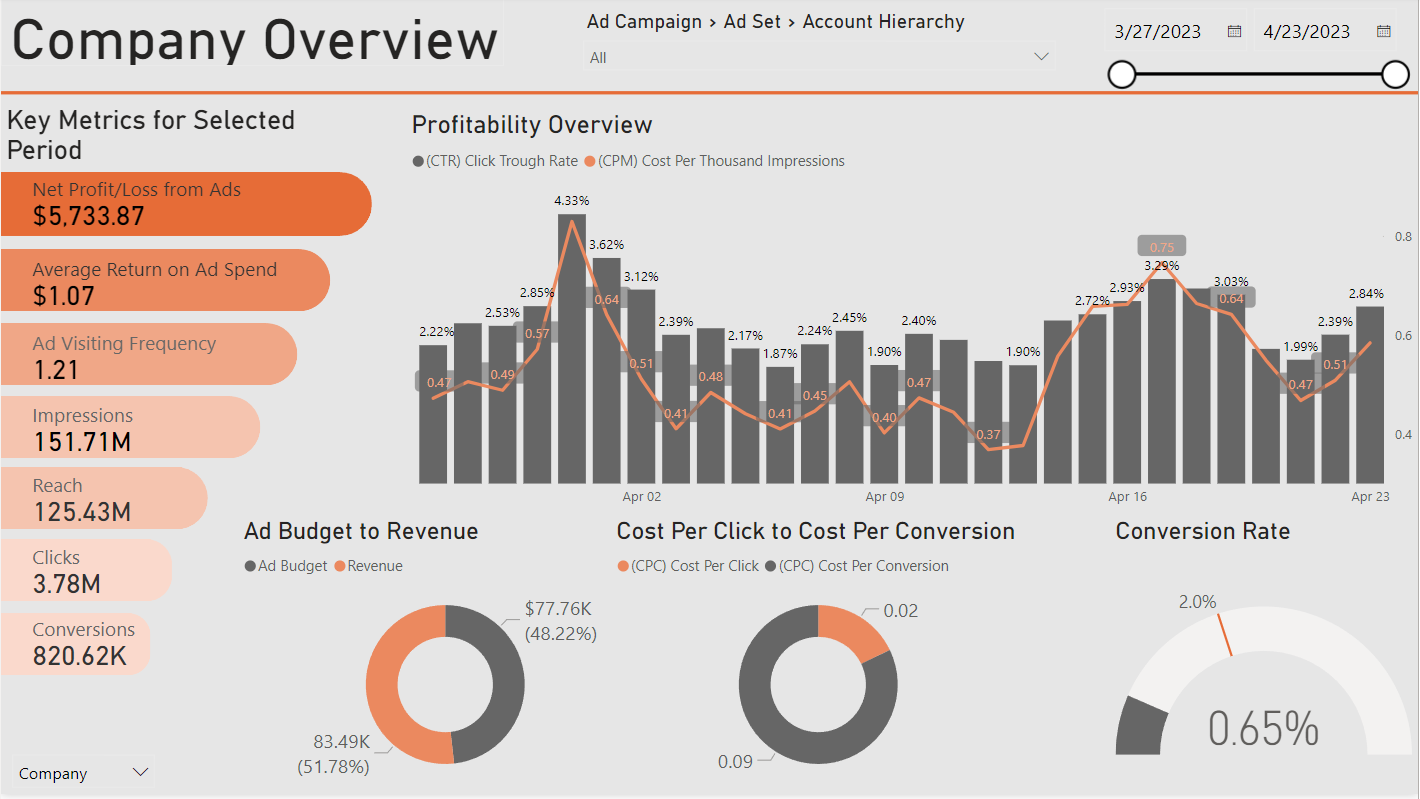 Company Overview
Ad Campaign > Ad Set > Account Hierarchy
All
3/27/2023
4/23/2023
Key Metrics for Selected
Period
Net Profit/Loss from Ads
$5,733.87
Average Return on Ad Spend
$1.07
Ad Visiting Frequency
1.21
Impressions
151.71M
Reach
125.43M
Clicks
3.78M
Conversions
820.62K
Company
Profitability Overview
(CTR) Click Trough Rate
(CPM) Cost Per Thousand Impressions
2.22%
2.53%
2.85%
4.33%
3.62%
3.12%
2.39%
2.17%
1.87%
2.24%
2.45%
1.90%
2.40%
1.90%
2.72%
2.93%
3.29%
3.03%
1.99%
2.39%
2.84%
0.47
0.49
0.57
0.64
0.51
0.41
0.48
0.41
0.45
0.40
0.47
0.37
0.75
0.64
0.47
0.51
0.8
0.6
0.4
Apr 02
Apr 09
Apr 16
Apr 23
Ad Budget to Revenue
Ad Budget
Revenue
$77.76K
(48.22%)
83.49K
(51.78%)
Cost Per Click to Cost Per Conversion
(CPC) Cost Per Click
(CPC) Cost Per Conversion
0.02
0.09
Conversion Rate
2.0%
0.65%